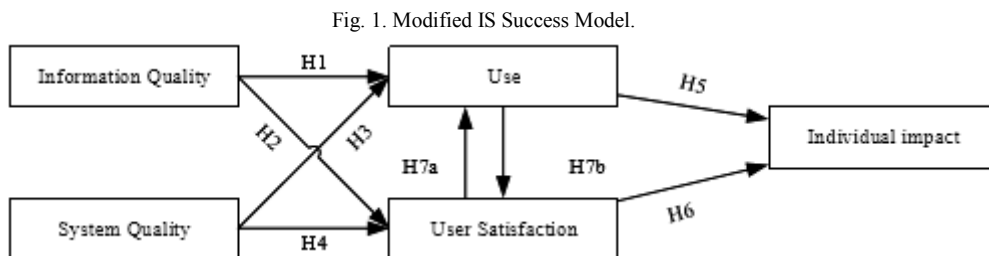 Fig. 1. Modified IS Success Model.
Information Quality
H1
Use
H5
H2
H3
Individual impact
H7a
H7b
H6
System Quality
H4
User Satisfaction